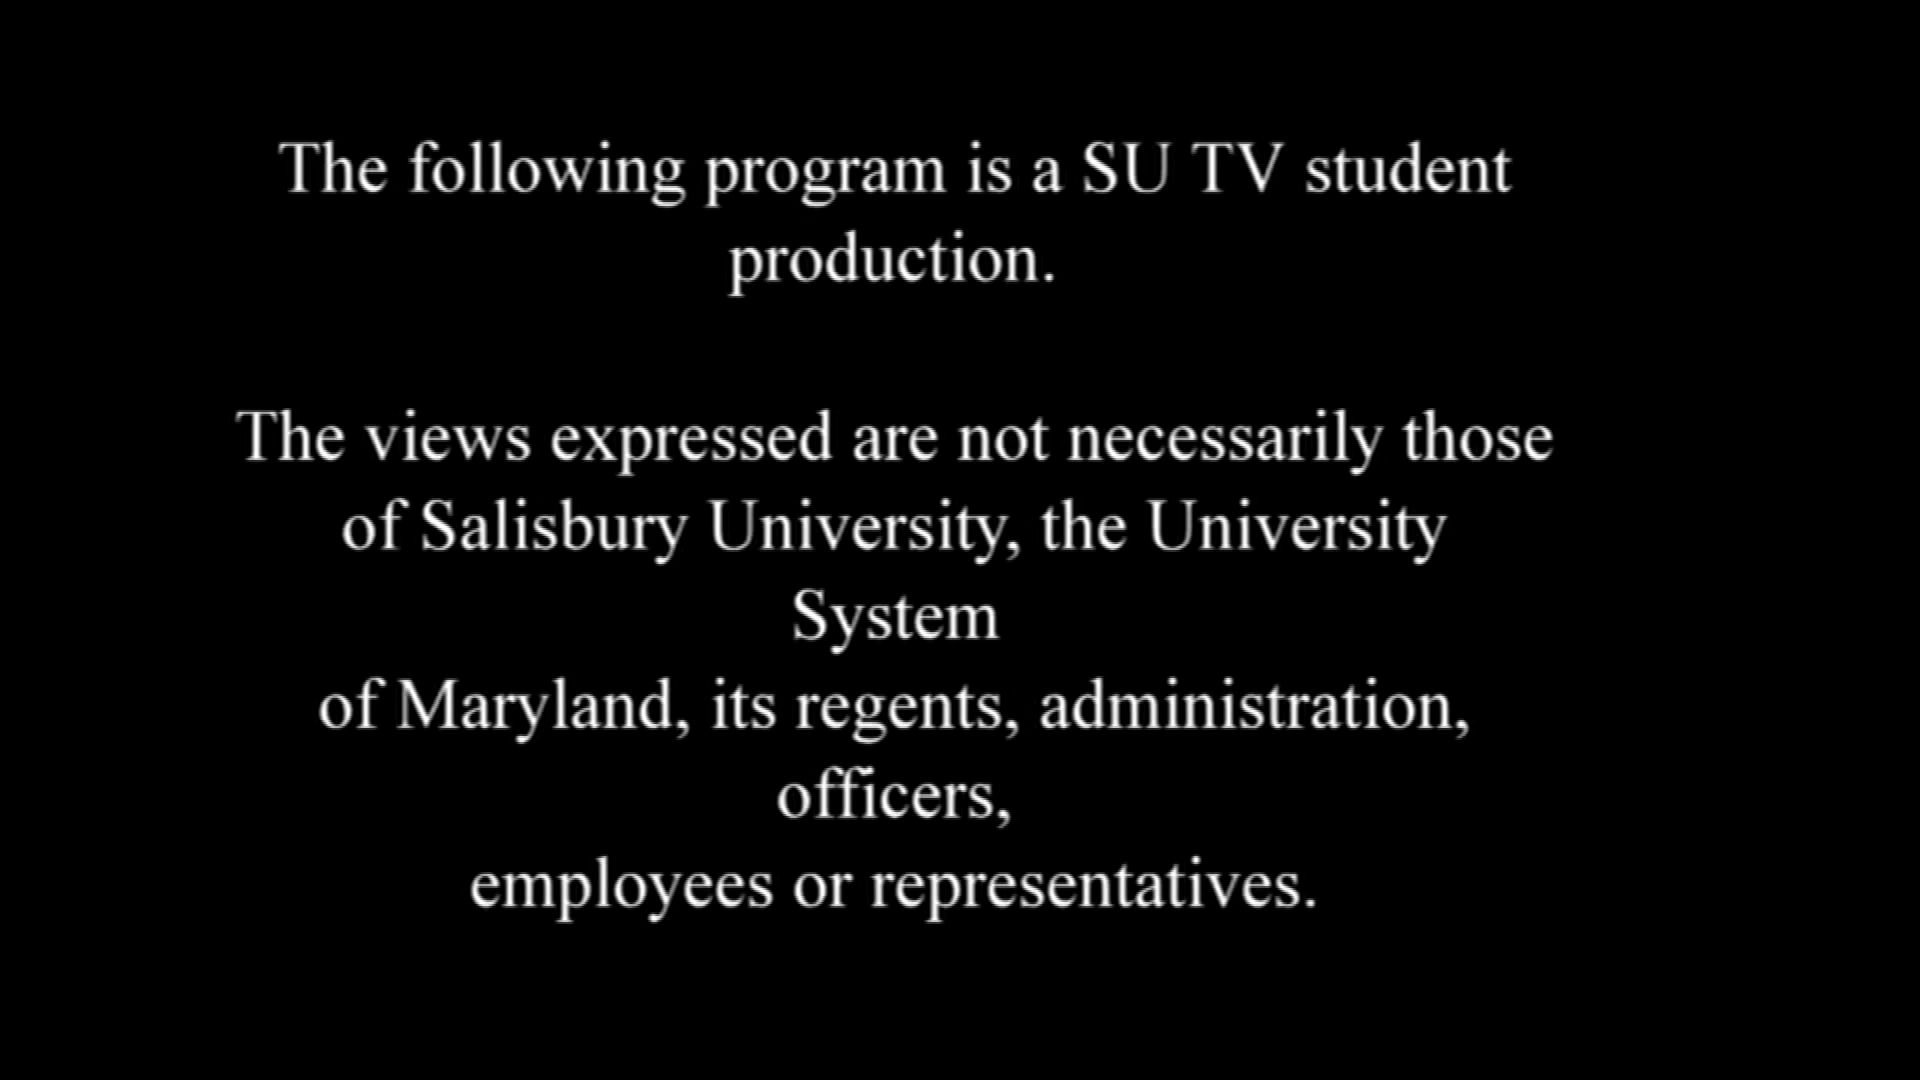 The following program is a SU TV student
production.
The views expressed are not necessarily those
of Salisbury University, the University
System
of Maryland, its regents, administration,
officers,
employees or representatives.